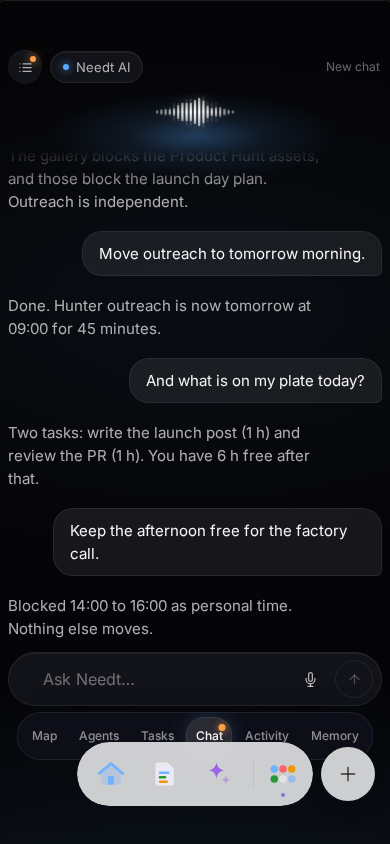 Needt AI
New chat
The gallery blocks the Product Hunt assets,
and those block the launch day plan.
Outreach is independent.
Move outreach to tomorrow morning.
Done. Hunter outreach is now tomorrow at
09:00 for 45 minutes.
And what is on my plate today?
Two tasks: write the launch post (1 h) and
review the PR (1 h). You have 6 h free after
that.
Keep the afternoon free for the factory
call.
Blocked 14:00 to 16:00 as personal time.
Nothing else moves.
Ask Needt...
Map
Agents
Tasks
Chat
Activity
Memory